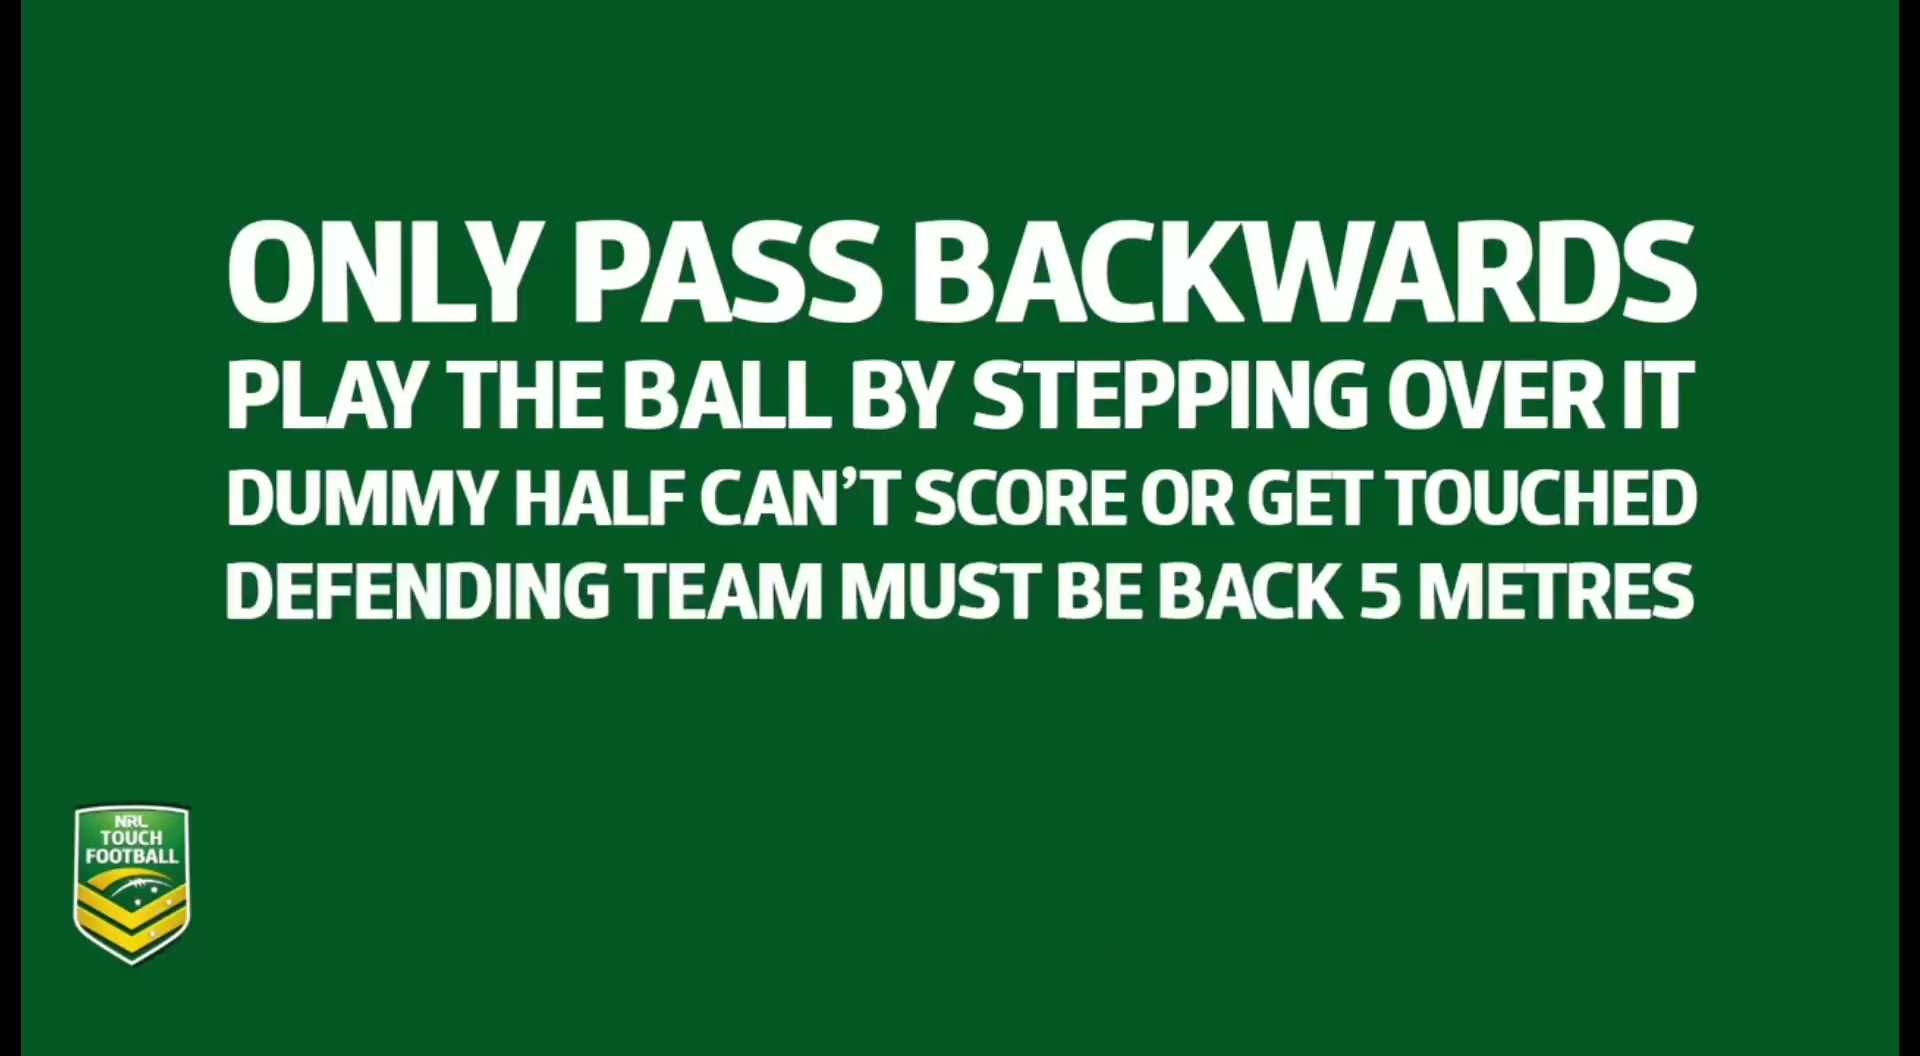 ONLY PASS BACKWARDS
PLAY THE BALL BY STEPPING OVER IT
DUMMY HALF CAN’T SCORE OR GET TOUCHED
DEFENDING TEAM MUST BE BACK 5 METRES
NRL
TOUCH
FOOTBALL